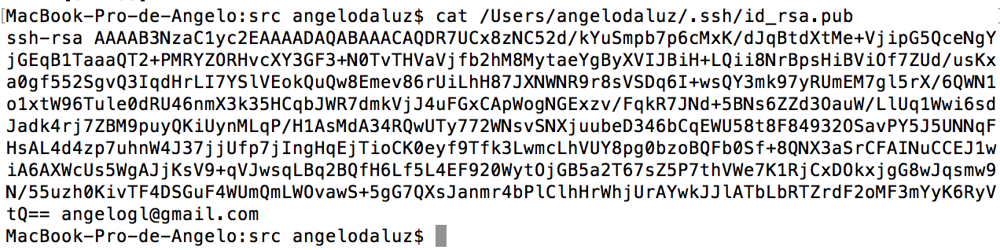 [MacBook-Pro-de-Angelo:src angelodaluz$ cat /Users/angelodaluz/.ssh/id_rsa.pub
ssh-rsa AAAAB3NzaC1yc2EAAAADAQABAAACAQDR7UCx8zNC52d/kYuSmpb7p6cMxK/dJqBtdXtMe+VjipG5QceNgY
jGEqB1TaaaQT2+PMRYZORHvcXY3GF3+N0TvTHVaVjfb2hM8MytaeYgByXVIJBiH+LQii8NrBpsHiBViOf7ZUd/usKx
a0gf552SgvQ3IqdHrLI7YSlVEokQuQw8Emev86rUiLhH87JXNWNR9r8sVSDq6I+wsQY3mk97yRUmEM7gl5rX/6QWN1
o1xtW96Tule0dRU46nmX3k35HCqbJWR7dmkVjJ4uFGxCApWogNGExzv/FqkR7JNd+5BNs6ZZd3OauW/LlUq1Wwi6sd
Jadk4rj7ZBM9puyQKiUynMLqP/H1AsMdA34RQwUTy772WNsvSNXjuubeD346bCqEWU58t8F84932OSavPY5J5UNNqF
HsAL4d4zp7uhnW4J37jjUfp7jIngHqEjTioCK0eyf9Tfk3LwmcLhVUY8pg0bzoBQFb0Sf+8QNX3aSrCFAINuCCEJ1w
iA6AXWcUs5WgAJjKsV9+qVJwsqLBq2BQfH6Lf5L4EF920WytOjGB5a2T67sZ5P7thVWe7K1RjCxDOkxjgG8wJqsmw9
N/55uzh0KivTF4DSGuF4WUmQmLWOvawS+5gG7QXsJanmr4bPlClhHrWhjUrAYwkJJlATbLbRTZrdF2oMF3mYyK6RyV
tQ== angelogl@gmail.com
MacBook-Pro-de-Angelo:src angelodaluz$